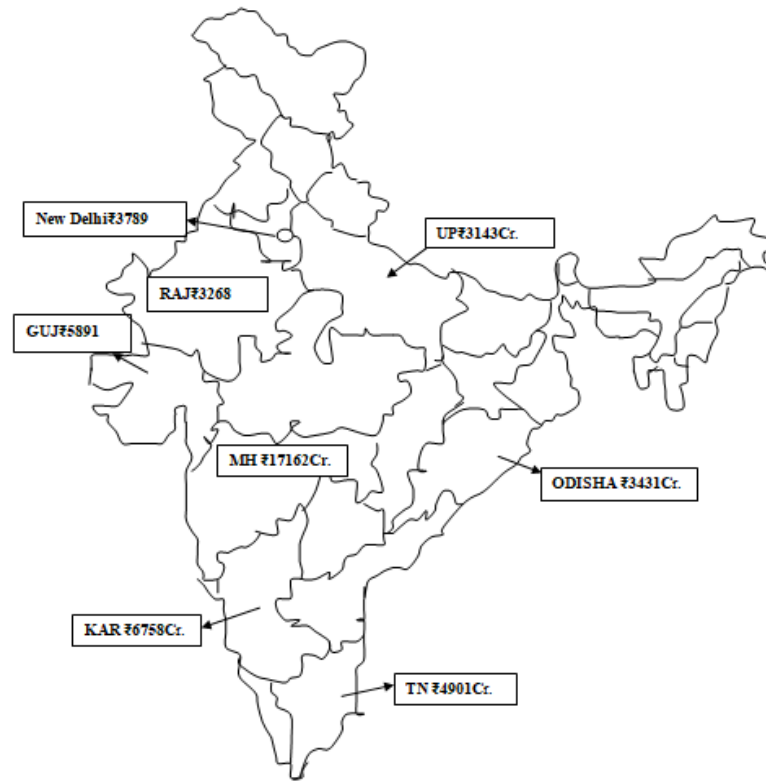 New Delhi₹3789
UP₹3143Cr.
RAJ₹3268
GUJ₹5891
MH ₹17162Cr.
ODISHA ₹3431Cr.
KAR ₹6758Cr.
TN ₹4901Cr.